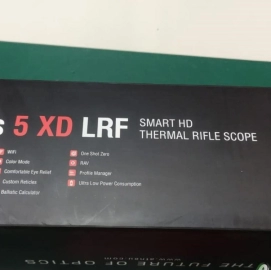 s 5 XD LRF SMART HD
THERMAL RIFLE SCOPE
WiFi
Color Mode
Comfortable Eye Relief
Custom Reticles
Ballistic Calculator
One Shot Zero
RAV
Profile Manager
Ultra Low Power Consumption
THE FUTURE OF OPTICS